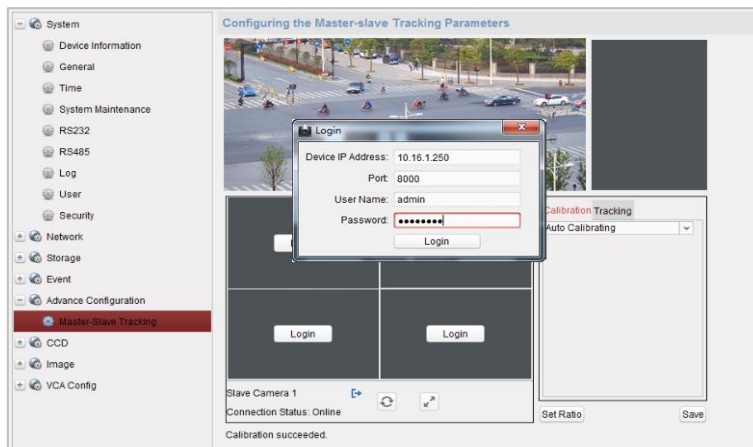 System
Device Information
General
Time
System Maintenance
RS232
RS485
Log
User
Security
Network
Storage
Event
Advance Configuration
Master-Slave Tracking
CCD
Image
VCA Config
Configuring the Master-slave Tracking Parameters
Login
Device IP Address: 10.16.1.250
Port: 8000
User Name: admin
Password: ●●●●●●●●
Login
Calibration Tracking
Auto Calibrating
Login Login
Slave Camera 1
Connection Status: Online
Set Ratio Save
Calibration succeeded.